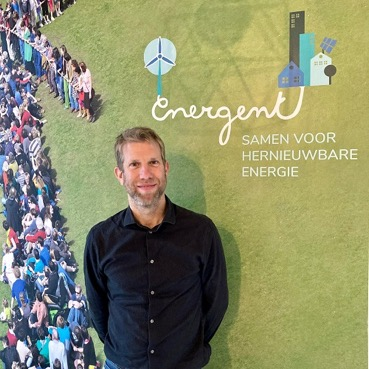 energent
SAMEN VOOR
HERNIEUWBARE
ENERGIE